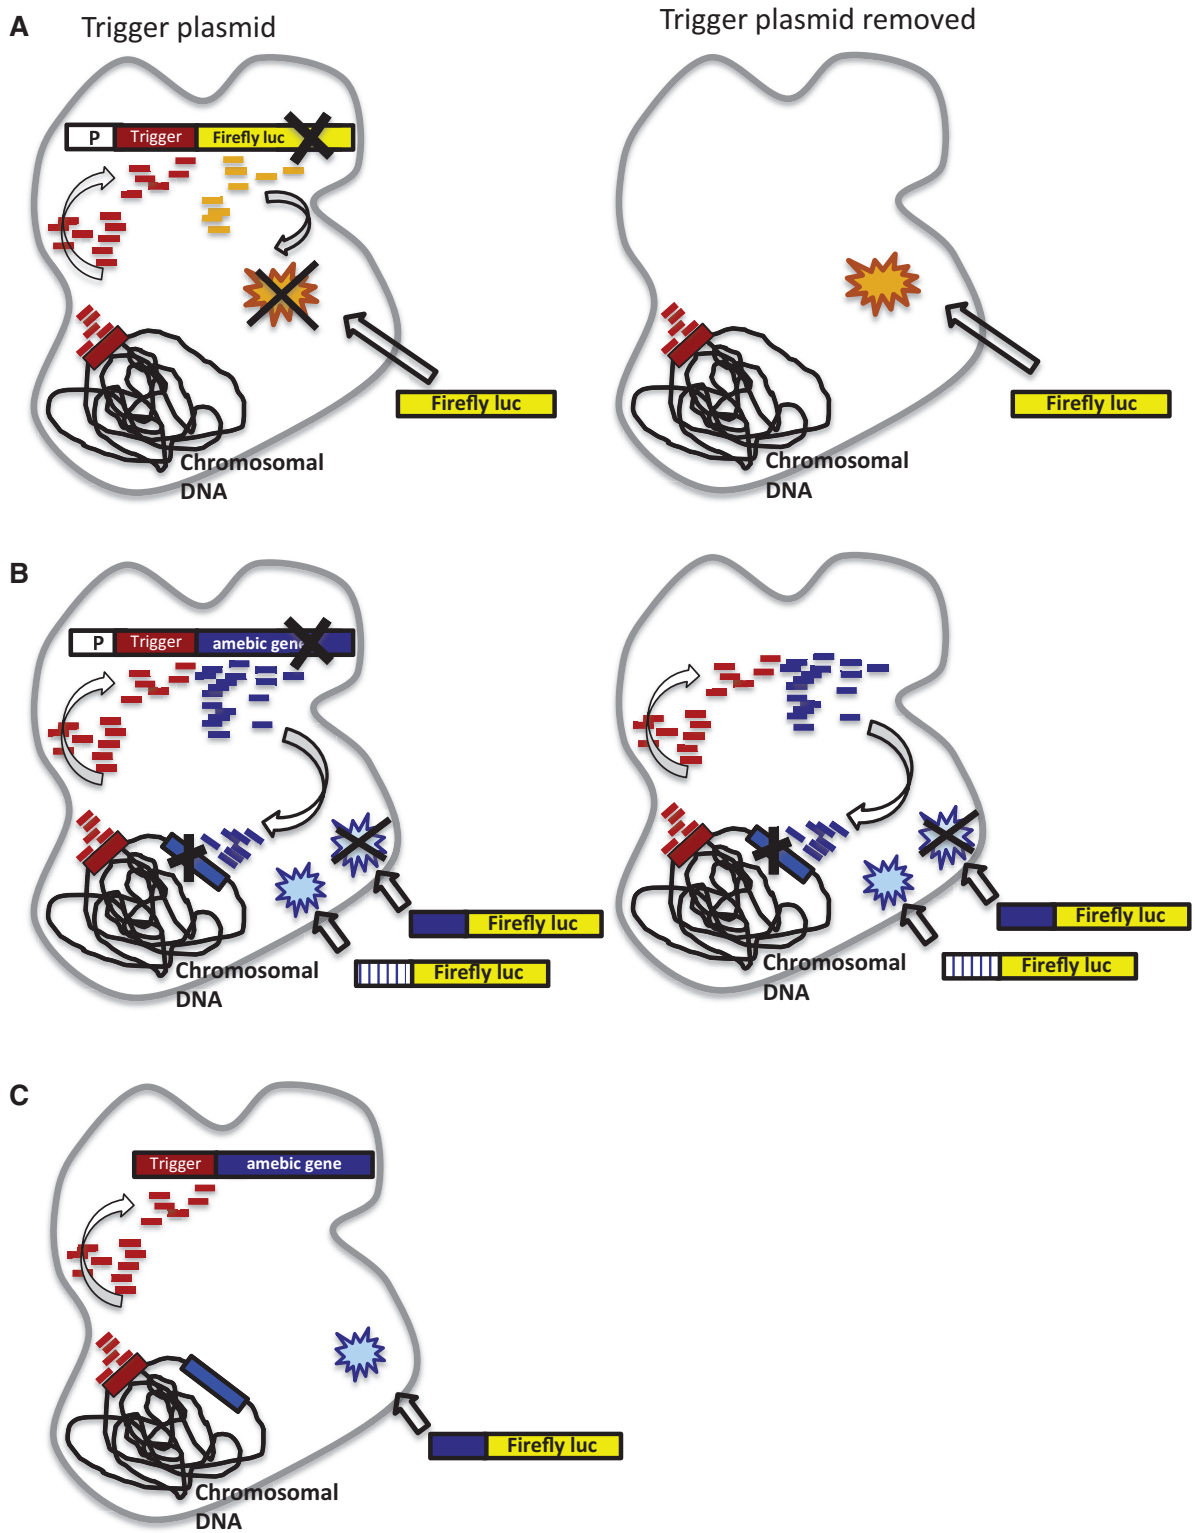 A
Trigger plasmid
Trigger plasmid removed
P
Trigger
Firefly luc
Firefly luc
Chromosomal
DNA
Firefly luc
Chromosomal
DNA
B
P
Trigger
amebic gene
Firefly luc
Firefly luc
Chromosomal
DNA
Firefly luc
Firefly luc
Chromosomal
DNA
C
Trigger
amebic gene
Firefly luc
Chromosomal
DNA